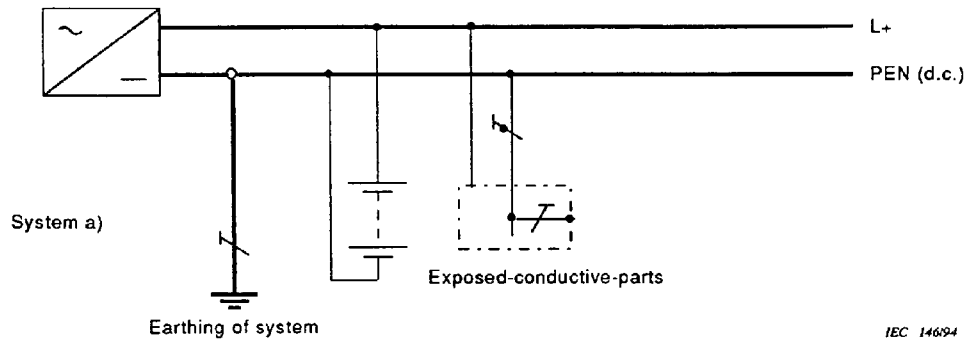 L+
PEN (d.c.)
System a)
Exposed-conductive-parts
Earthing of system
IEC 146/94